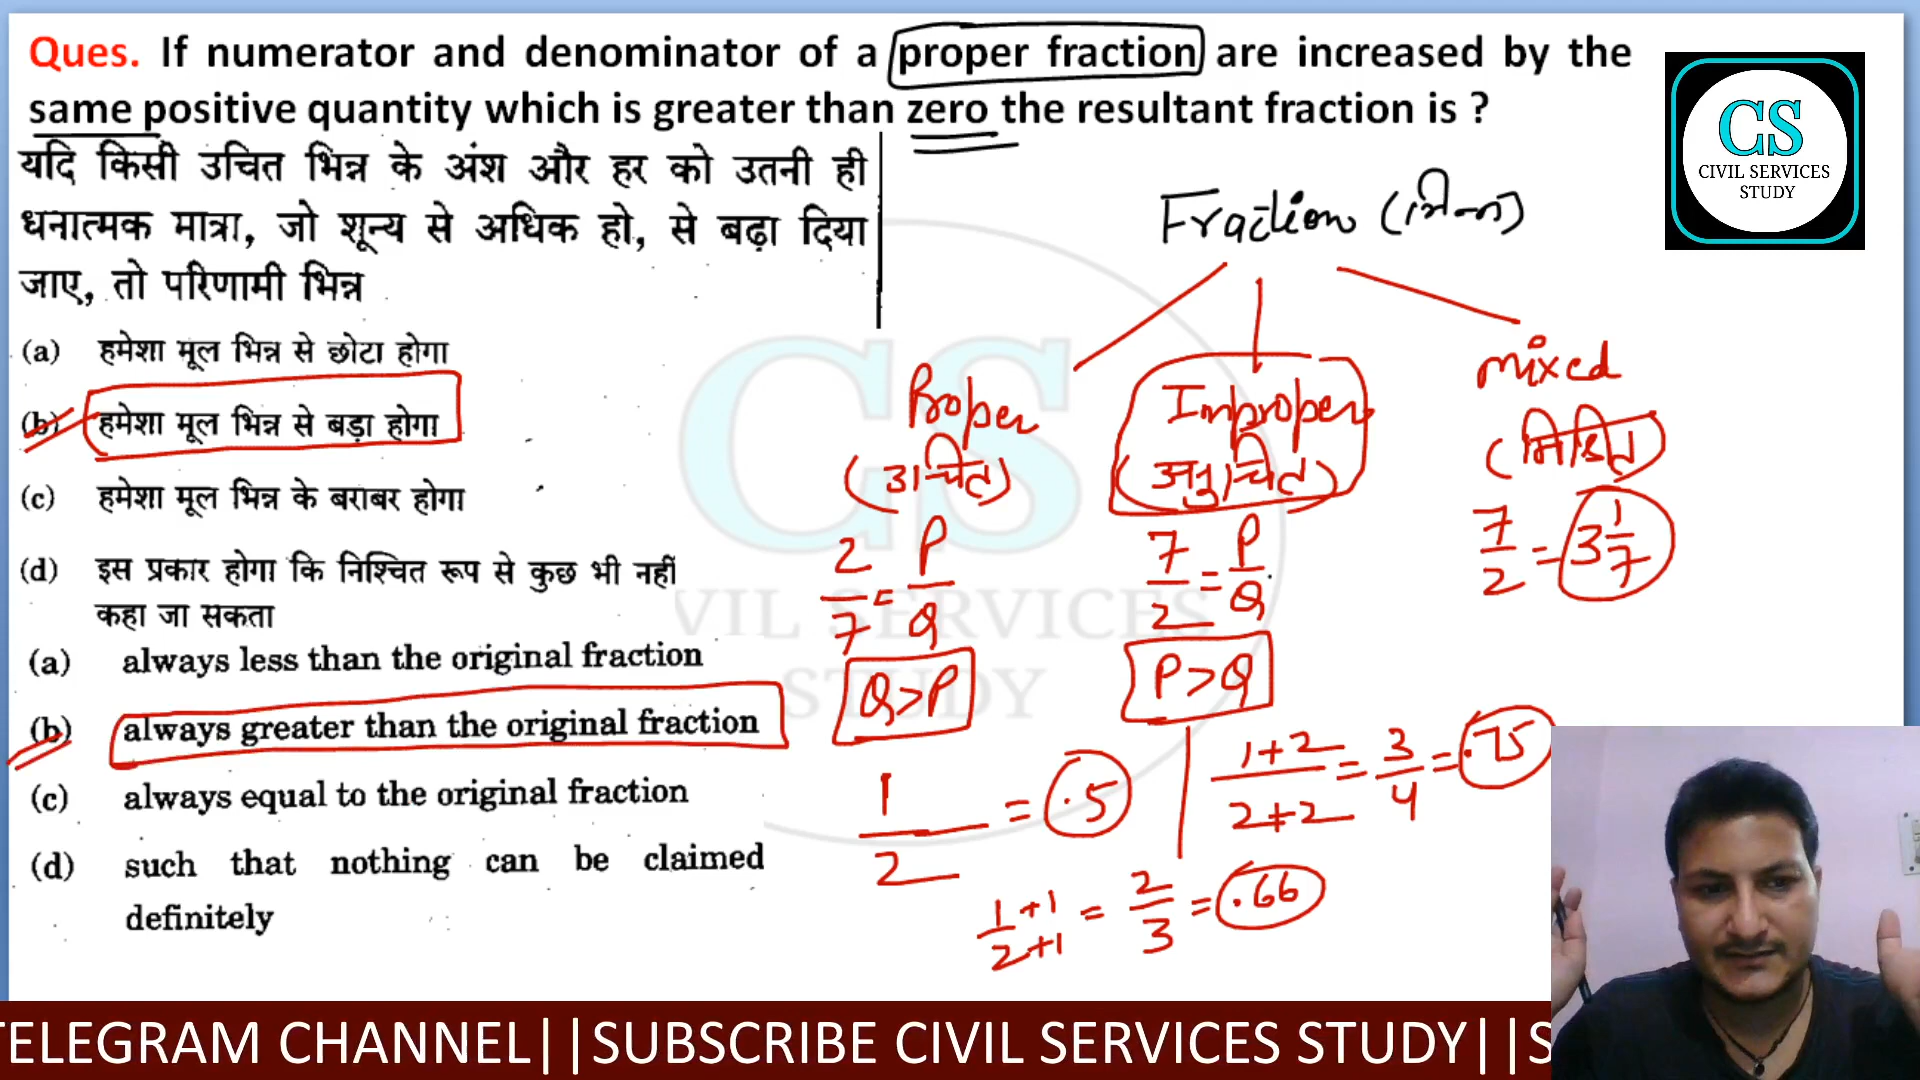 Ques. If numerator and denominator of a proper fraction are increased by the
same positive quantity which is greater than zero the resultant fraction is ?
यदि किसी उचित भिन्न के अंश और हर को उतनी ही
धनात्मक मात्रा, जो शून्य से अधिक हो, से बढ़ा दिया
जाए, तो परिणामी भिन्न
(a) हमेशा मूल भिन्न से छोटा होगा
(b) हमेशा मूल भिन्न से बड़ा होगा
(c) हमेशा मूल भिन्न के बराबर होगा
(d) इस प्रकार होगा कि निश्चित रूप से कुछ भी नहीं
कहा जा सकता
(a) always less than the original fraction
(b) always greater than the original fraction
(c) always equal to the original fraction
(d) such that nothing can be claimed
definitely
Fraction (भिन्न)
Proper
(उचित)
2/7 = P/Q
Q>P
Improper
(अनुचित)
7/2 = P/Q
P>Q
mixed
(मिश्रित)
7/2 = 3 1/7
1/2 = .5
1+2/2+2 = 3/4 = .75
1+1/2+1 = 2/3 = .66
CS
CIVIL SERVICES
STUDY
CS
VIL SERVICES
STUDY
TELEGRAM CHANNEL||SUBSCRIBE CIVIL SERVICES STUDY||S